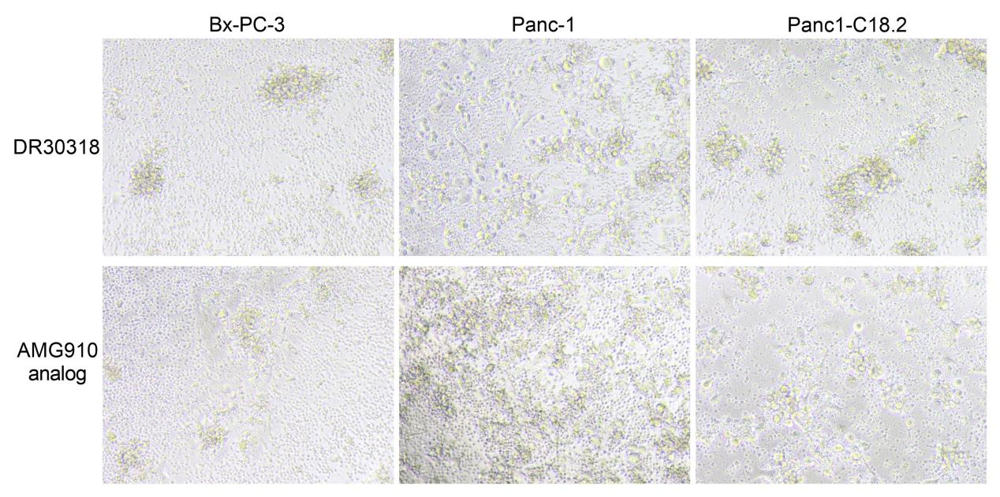 Bx-PC-3 Panc-1 Panc1-C18.2
DR30318
AMG910
analog